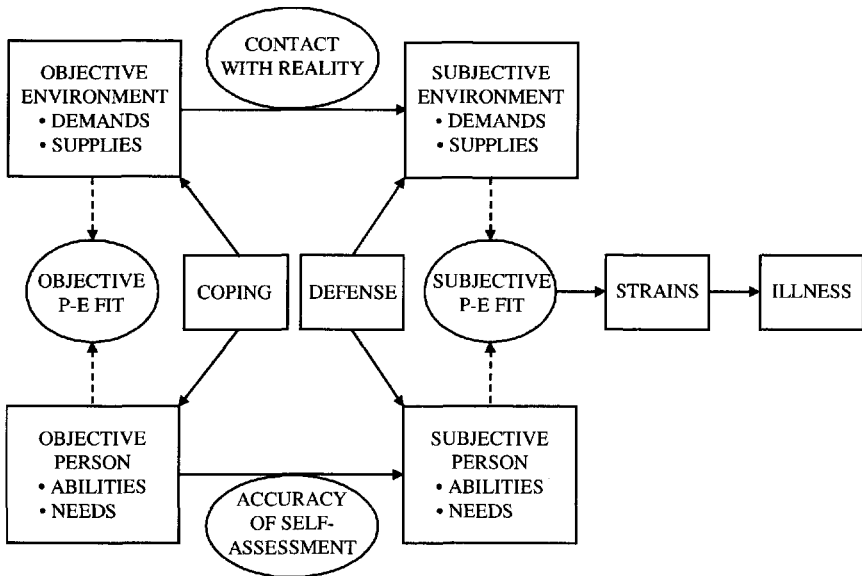 CONTACT
WITH REALITY
OBJECTIVE
ENVIRONMENT
• DEMANDS
• SUPPLIES
SUBJECTIVE
ENVIRONMENT
• DEMANDS
• SUPPLIES
OBJECTIVE
P-E FIT
COPING
DEFENSE
SUBJECTIVE
P-E FIT
STRAINS
ILLNESS
OBJECTIVE
PERSON
• ABILITIES
• NEEDS
SUBJECTIVE
PERSON
• ABILITIES
• NEEDS
ACCURACY
OF SELF-
ASSESSMENT